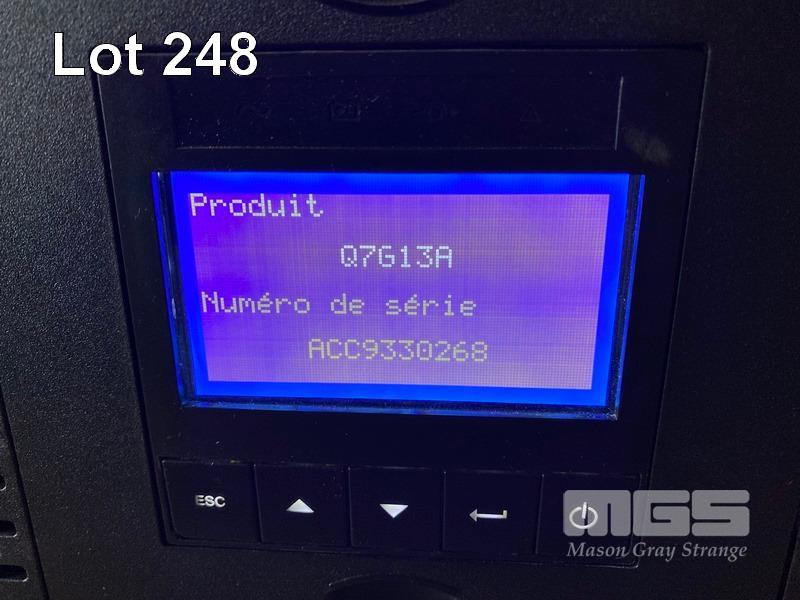 Lot 248
Produit
Q7G13A
Numéro de série
ACC9330268
ESC
MGS
Mason Gray Strange